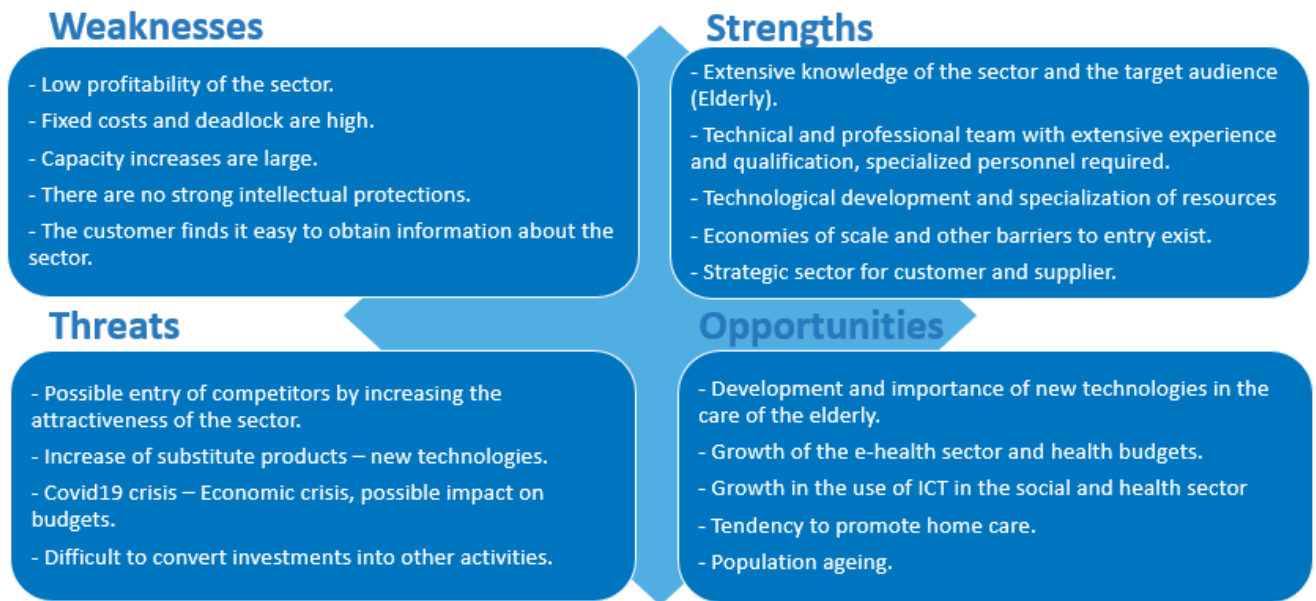 Weaknesses
- Low profitability of the sector.
- Fixed costs and deadlock are high.
- Capacity increases are large.
- There are no strong intellectual protections.
- The customer finds it easy to obtain information about the
sector.
Strengths
- Extensive knowledge of the sector and the target audience
(Elderly).
- Technical and professional team with extensive experience
and qualification, specialized personnel required.
- Technological development and specialization of resources
- Economies of scale and other barriers to entry exist.
- Strategic sector for customer and supplier.
Threats
- Possible entry of competitors by increasing the
attractiveness of the sector.
- Increase of substitute products – new technologies.
- Covid19 crisis – Economic crisis, possible impact on
budgets.
- Difficult to convert investments into other activities.
Opportunities
- Development and importance of new technologies in the
care of the elderly.
- Growth of the e-health sector and health budgets.
- Growth in the use of ICT in the social and health sector
- Tendency to promote home care.
- Population ageing.